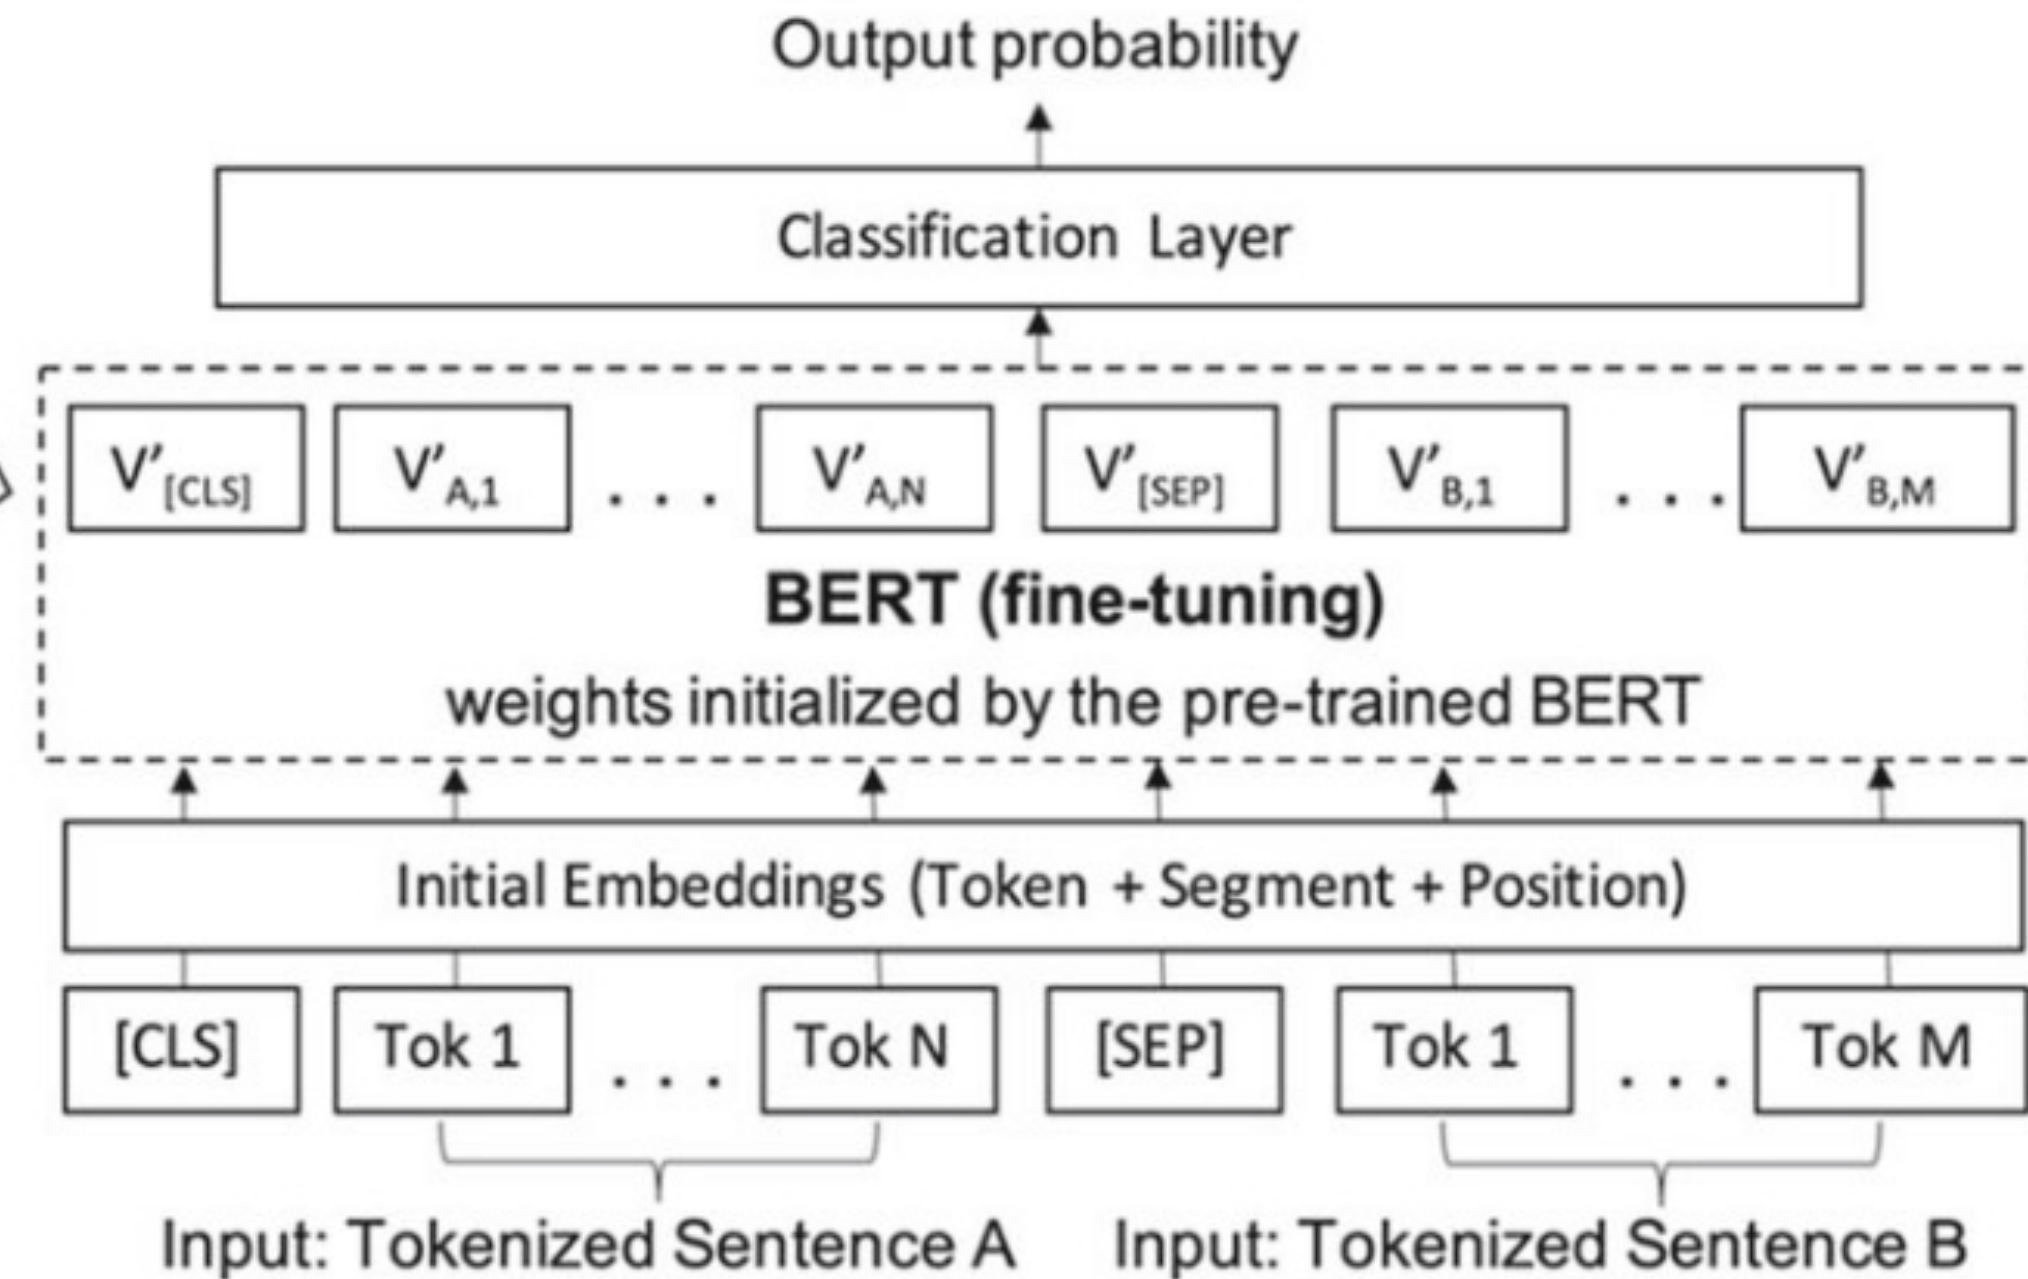 Output probability
Classification Layer
V'[CLS] V'A,1 . . . V'A,N V'[SEP] V'B,1 . . . V'B,M
BERT (fine-tuning)
weights initialized by the pre-trained BERT
Initial Embeddings (Token + Segment + Position)
[CLS] Tok 1 . . . Tok N [SEP] Tok 1 . . . Tok M
Input: Tokenized Sentence A Input: Tokenized Sentence B